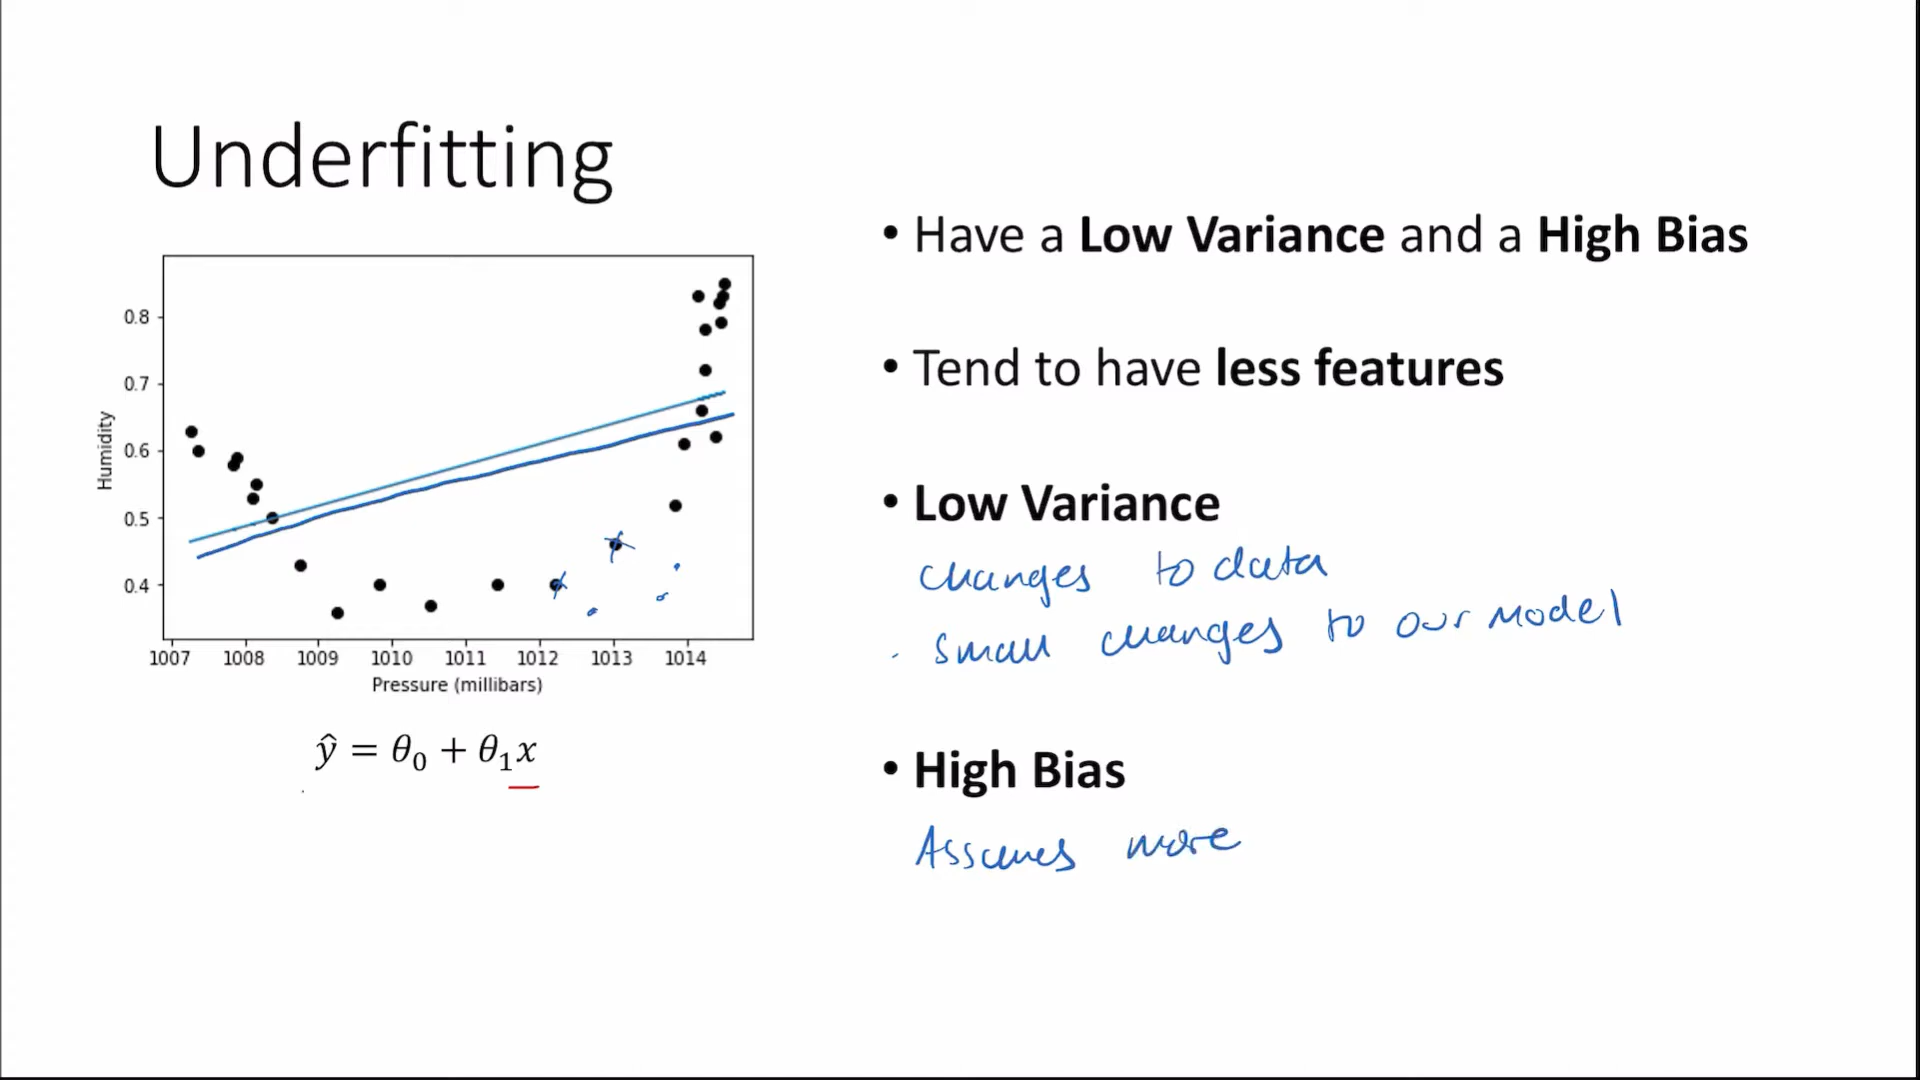 Underfitting
Humidity
0.8
0.7
0.6
0.5
0.4
1007 1008 1009 1010 1011 1012 1013 1014
Pressure (millibars)
ŷ = θ₀ + θ₁x
• Have a Low Variance and a High Bias
• Tend to have less features
• Low Variance
changes to data
small changes to our model
• High Bias
Assumes more